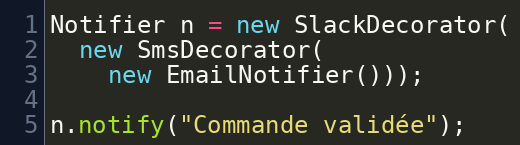 1 Notifier n = new SlackDecorator(
2   new SmsDecorator(
3     new EmailNotifier()));
4
5 n.notify("Commande validée");